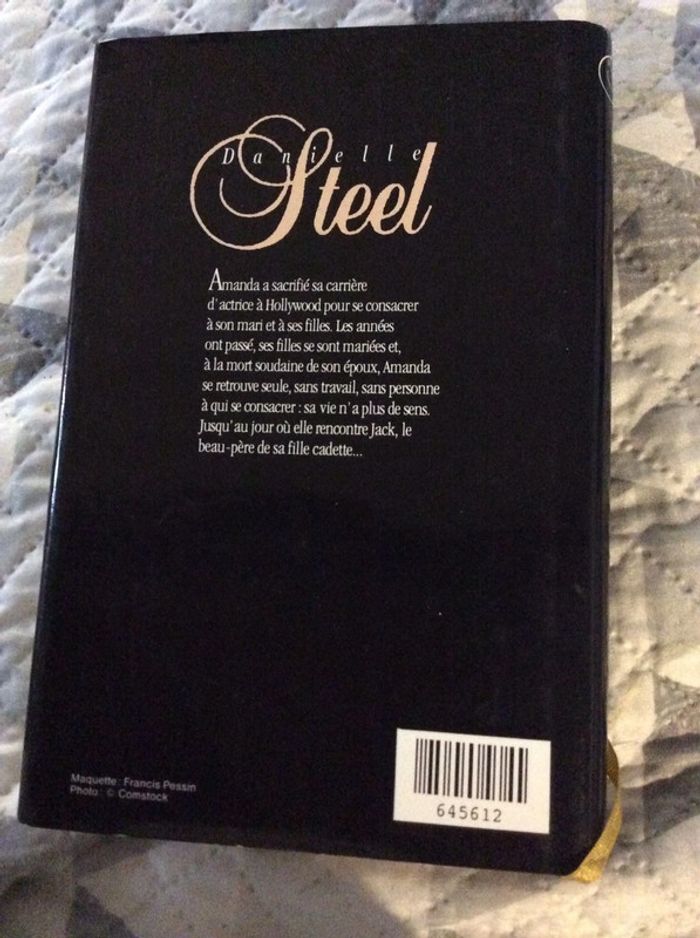 Danielle
Steel
Amanda a sacrifié sa carrière
d'actrice à Hollywood pour se consacrer
à son mari et à ses filles. Les années
ont passé, ses filles se sont mariées et,
à la mort soudaine de son époux, Amanda
se retrouve seule, sans travail, sans personne
à qui se consacrer : sa vie n'a plus de sens.
Jusqu'au jour où elle rencontre Jack, le
beau-père de sa fille cadette...
Maquette : Francis Pessin
Photo : © Comstock
645612